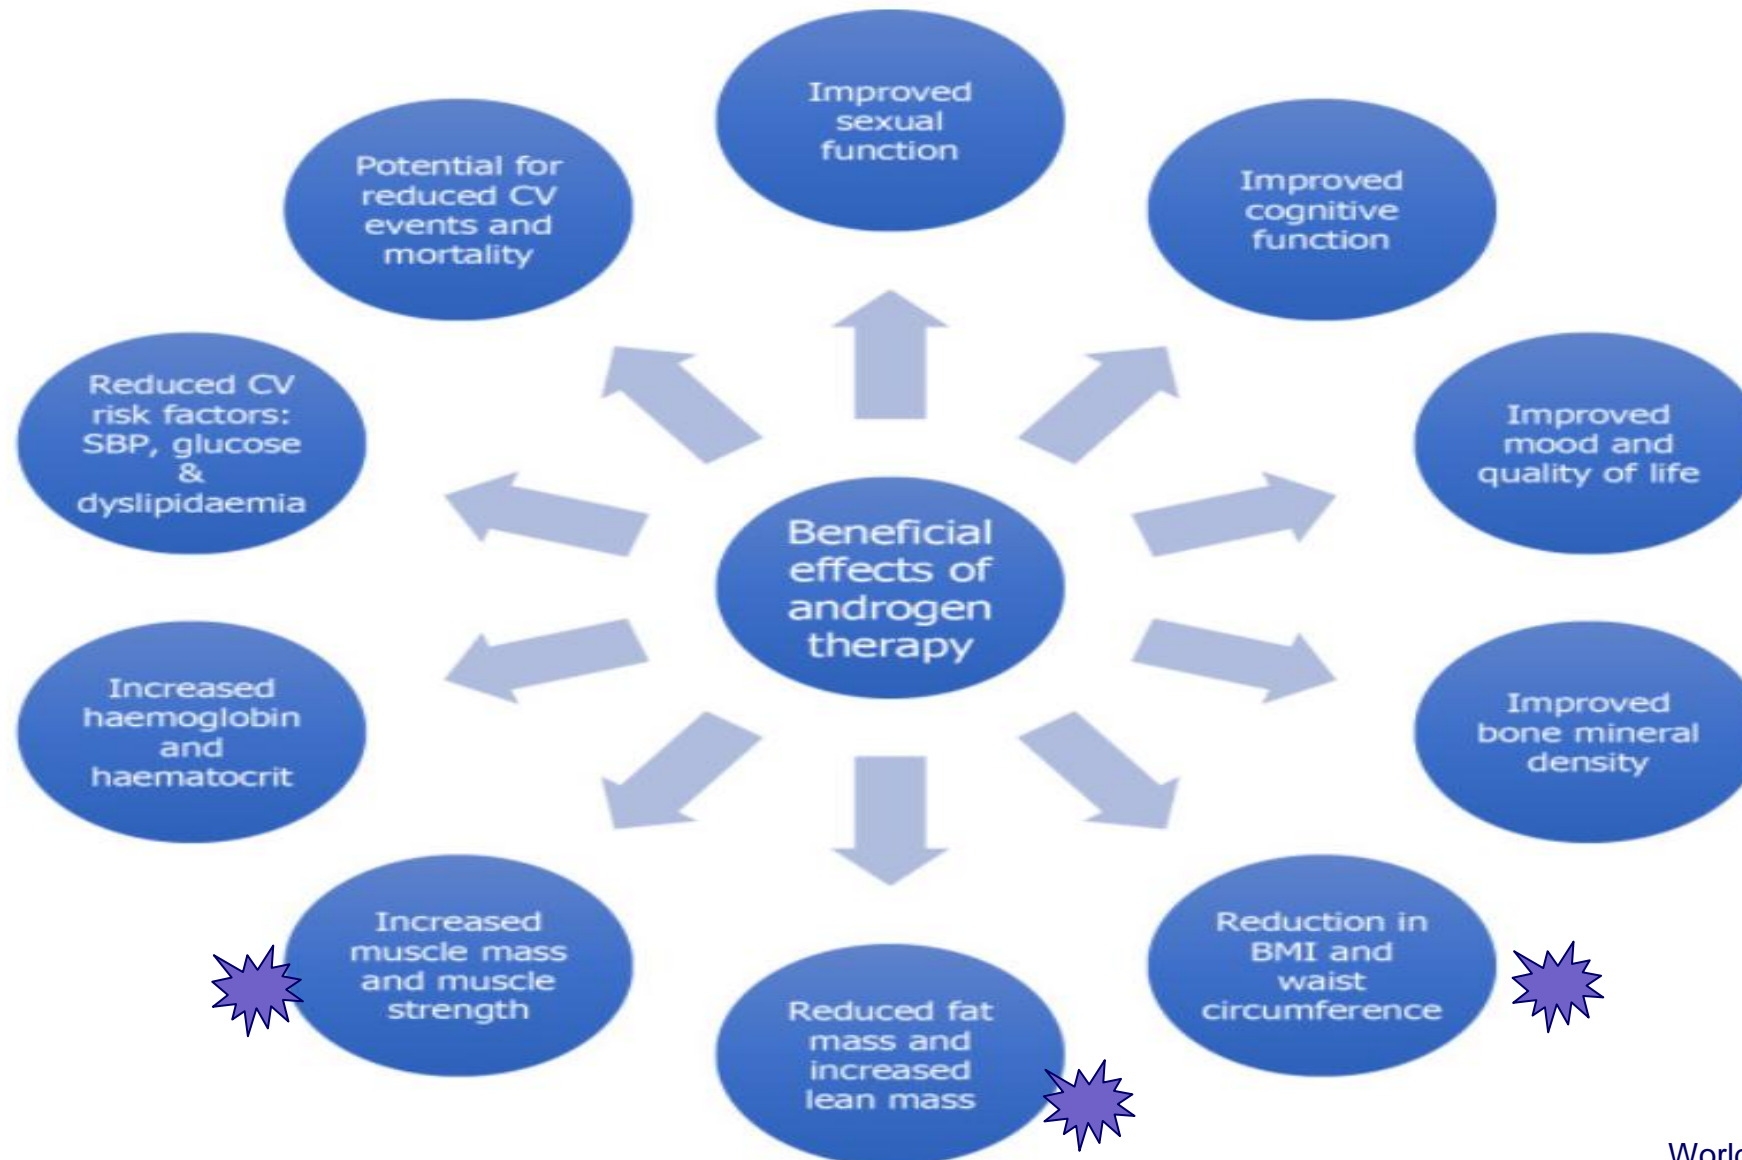 Improved
sexual
function
Improved
cognitive
function
Improved
mood and
quality of life
Improved
bone mineral
density
Reduction in
BMI and
waist
circumference
Reduced fat
mass and
increased
lean mass
Increased
muscle mass
and muscle
strength
Increased
haemoglobin
and
haematocrit
Reduced CV
risk factors:
SBP, glucose
&
dyslipidaemia
Potential for
reduced CV
events and
mortality
Beneficial
effects of
androgen
therapy